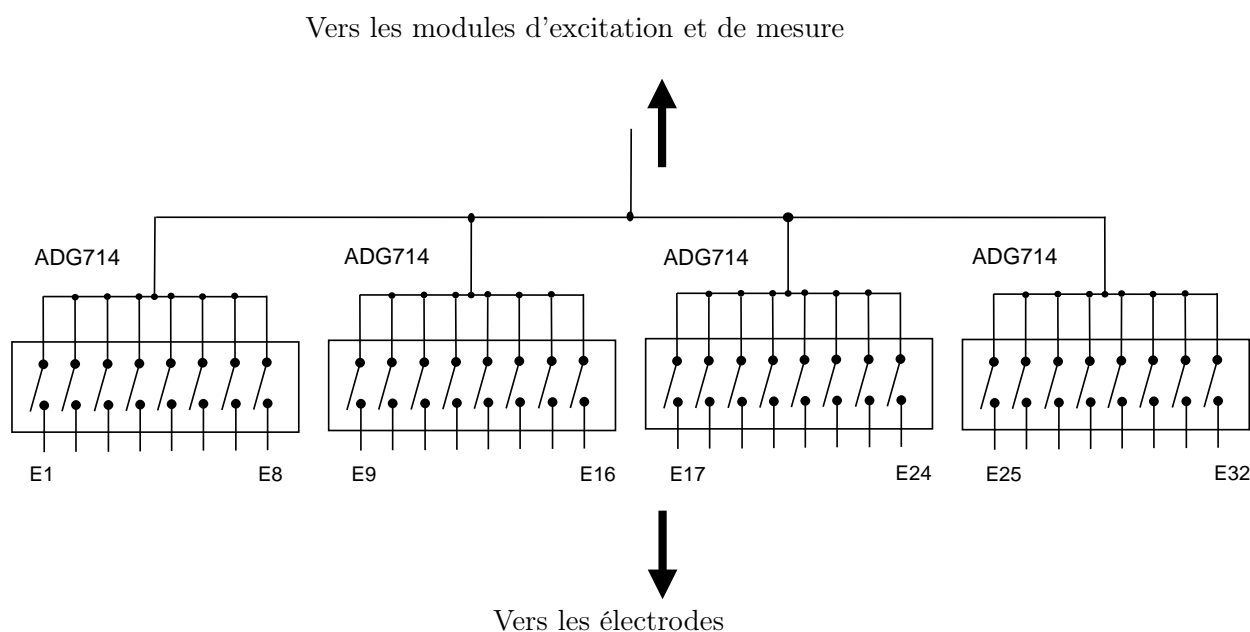 Vers les modules d'excitation et de mesure
ADG714
ADG714
ADG714
ADG714
E1
E8
E9
E16
E17
E24
E25
E32
Vers les électrodes